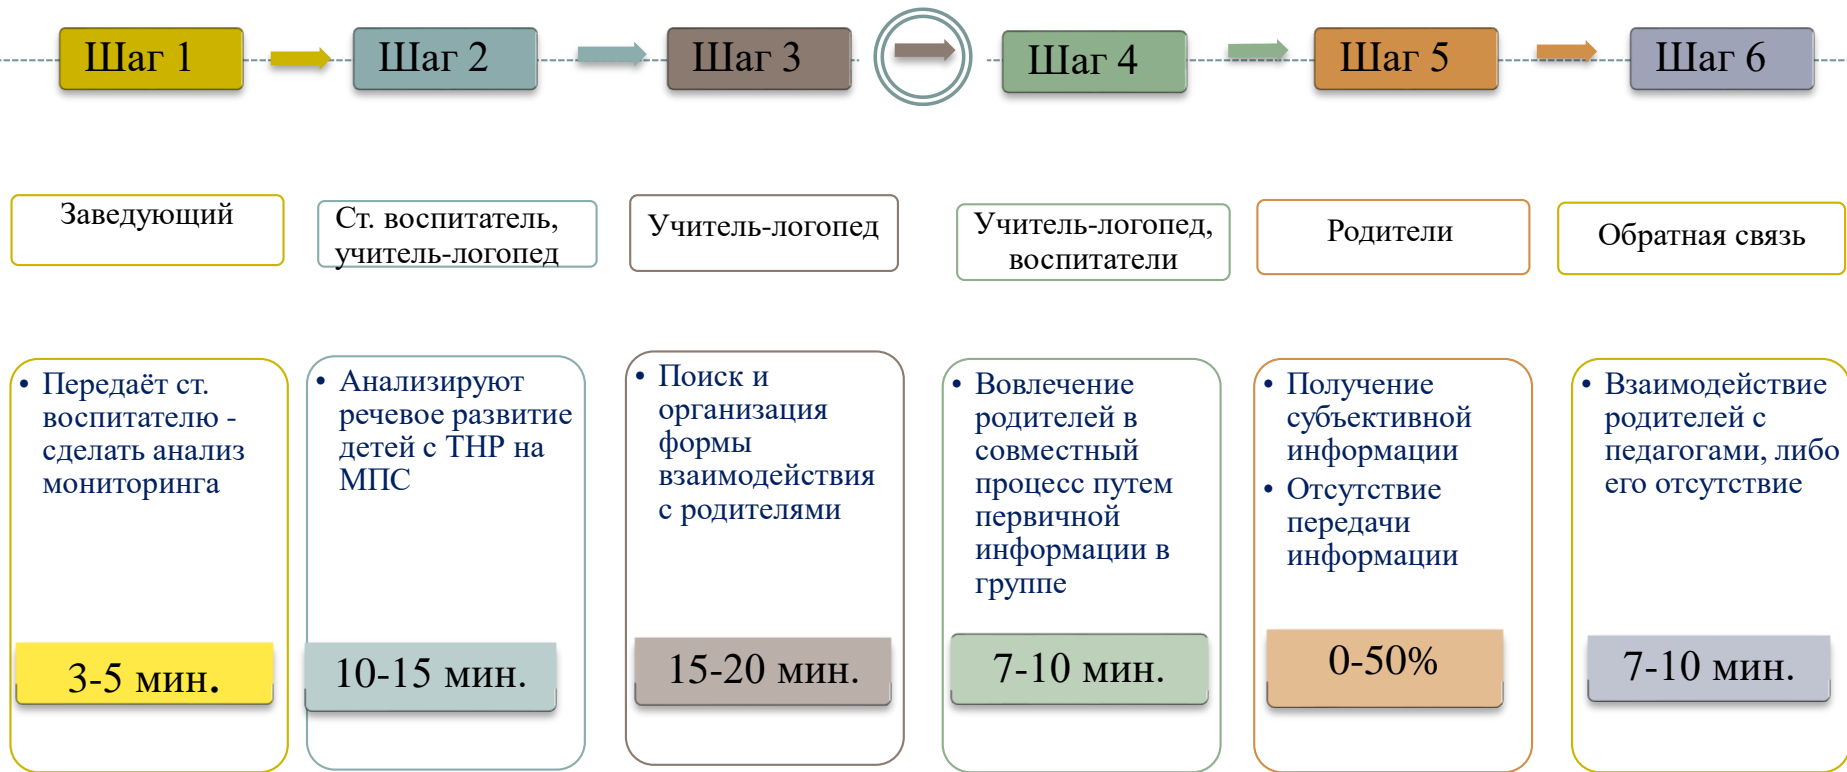 Шаг 1
Шаг 2
Шаг 3
Шаг 4
Шаг 5
Шаг 6
Заведующий
Ст. воспитатель,
учитель-логопед
Учитель-логопед
Учитель-логопед,
воспитатели
Родители
Обратная связь
• Передаёт ст.
воспитателю -
сделать анализ
мониторинга
3-5 мин.
• Анализируют
речевое развитие
детей с ТНР на
МПС
10-15 мин.
• Поиск и
организация
формы
взаимодействия
с родителями
15-20 мин.
• Вовлечение
родителей в
совместный
процесс путем
первичной
информации в
группе
7-10 мин.
• Получение
субъективной
информации
• Отсутствие
передачи
информации
0-50%
• Взаимодействие
родителей с
педагогами, либо
его отсутствие
7-10 мин.